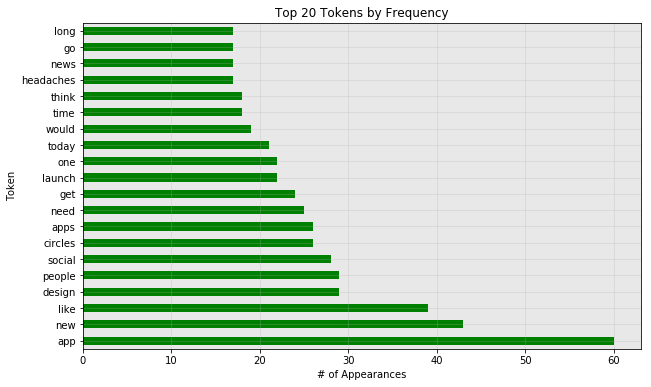 Top 20 Tokens by Frequency
Token
long
go
news
headaches
think
time
would
today
one
launch
get
need
apps
circles
social
people
design
like
new
app
0 10 20 30 40 50 60
# of Appearances